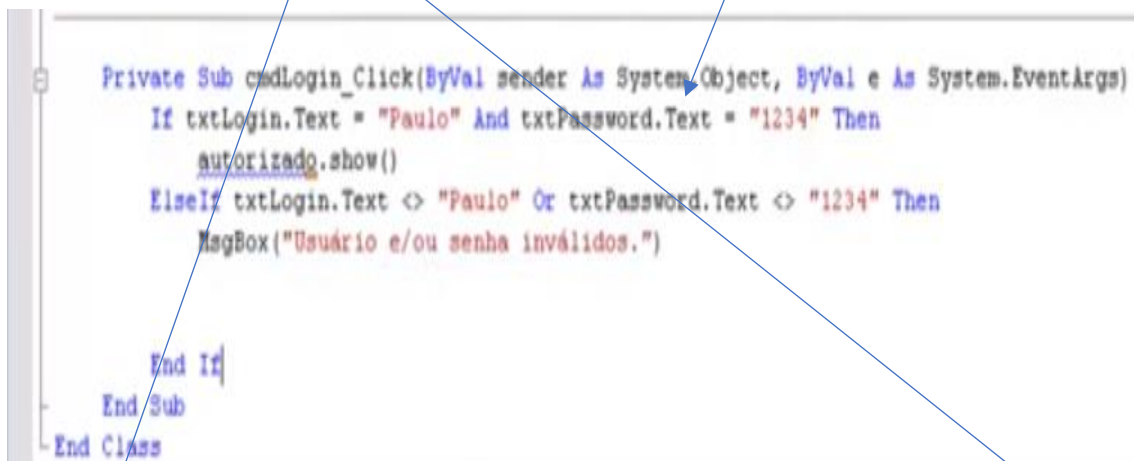 Private Sub cmdLogin_Click(ByVal sender As System.Object, ByVal e As System.EventArgs)
If txtLogin.Text = "Paulo" And txtPassword.Text = "1234" Then
autorizado.show()
ElseIf txtLogin.Text <> "Paulo" Or txtPassword.Text <> "1234" Then
MsgBox("Usuário e/ou senha inválidos.")
End If
End Sub
End Class